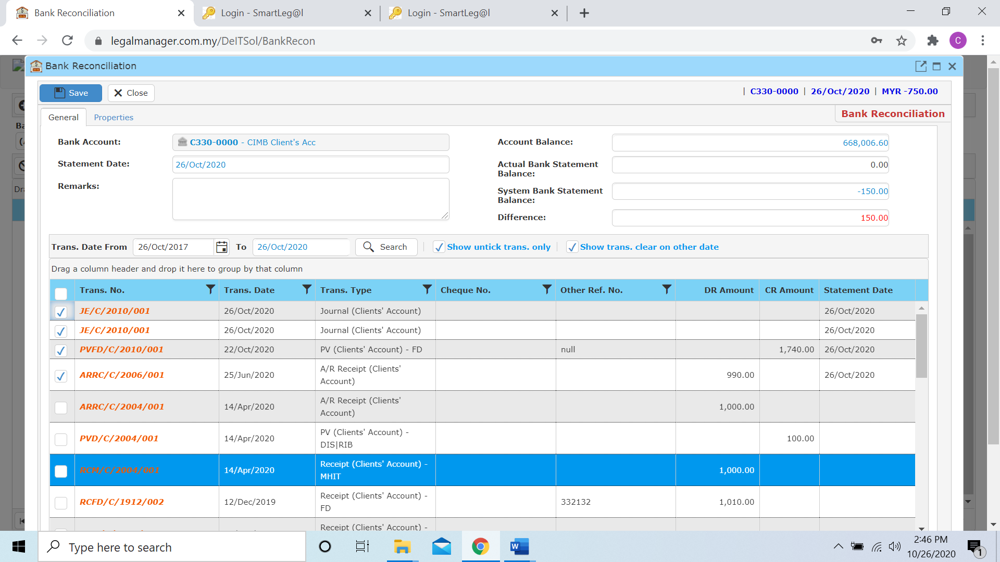 Bank Reconciliation
Login - SmartLeg@l
Login - SmartLeg@l
legalmanager.com.my/DeITSol/BankRecon
C
Bank Reconciliation
Save
Close
| C330-0000 | 26/Oct/2020 | MYR -750.00
General
Properties
Bank Reconciliation
Bank Account:
C330-0000 - CIMB Client's Acc
Account Balance:
668,006.60
Statement Date:
26/Oct/2020
Actual Bank Statement
Balance:
0.00
Remarks:
System Bank Statement
Balance:
-150.00
Difference:
150.00
Trans. Date From
26/Oct/2017
To
26/Oct/2020
Search
Show untick trans. only
Show trans. clear on other date
Drag a column header and drop it here to group by that column
Trans. No. Trans. Date Trans. Type Cheque No. Other Ref. No. DR Amount CR Amount Statement Date
JE/C/2010/001 26/Oct/2020 Journal (Clients' Account) 26/Oct/2020
JE/C/2010/001 26/Oct/2020 Journal (Clients' Account) 26/Oct/2020
PVFD/C/2010/001 22/Oct/2020 PV (Clients' Account) - FD null 1,740.00 26/Oct/2020
ARRC/C/2006/001 25/Jun/2020 A/R Receipt (Clients'
Account) 990.00 26/Oct/2020
ARRC/C/2004/001 14/Apr/2020 A/R Receipt (Clients'
Account) 1,000.00
PVD/C/2004/001 14/Apr/2020 PV (Clients' Account) -
DIS|RIB 100.00
RCM/C/2004/001 14/Apr/2020 Receipt (Clients' Account) -
MHIT 1,000.00
RCFD/C/1912/002 12/Dec/2019 Receipt (Clients' Account) -
FD 332132 1,010.00
Receipt (Clients' Account) -
Type here to search
2:46 PM
10/26/2020
1